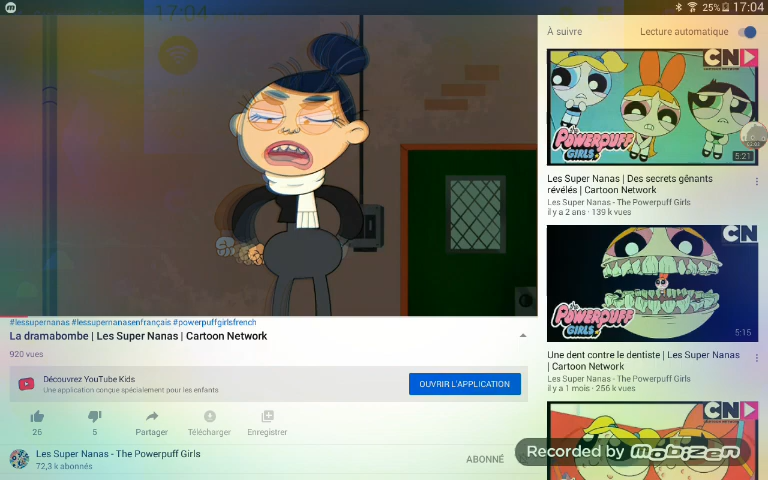 25% 17:04
17:04
À suivre
Lecture automatique
CN
CARTOON NETWORK
the POWERPUFF GIRLS
5:21
Les Super Nanas | Des secrets gênants
révélés | Cartoon Network
Les Super Nanas - The Powerpuff Girls
il y a 2 ans · 139 k vues
CN
the POWERPUFF GIRLS
5:15
Une dent contre le dentiste | Les Super Nanas
| Cartoon Network
Les Super Nanas - The Powerpuff Girls
il y a 1 mois · 256 k vues
CN
#lessupernanas #lessupernanasenfrançais #powerpuffgirlsfrench
La dramabombe | Les Super Nanas | Cartoon Network
920 vues
Découvrez YouTube Kids
Une application conçue spécialement pour les enfants
OUVRIR L'APPLICATION
26
5
Partager
Télécharger
Enregistrer
Les Super Nanas - The Powerpuff Girls
72,3 k abonnés
ABONNÉ
Recorded by mobizen